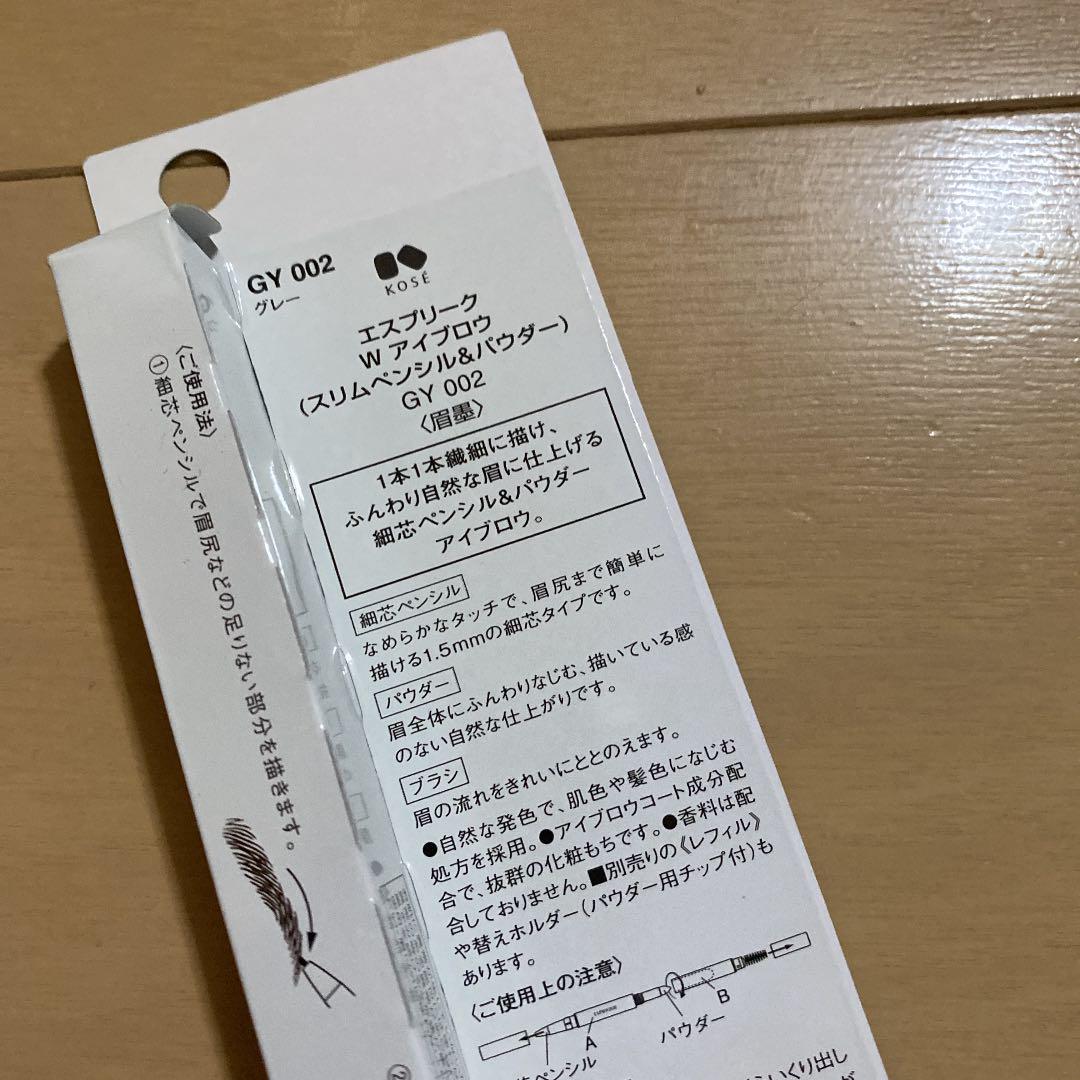 GY 002
グレー
KOSÉ
エスプリーク
W アイブロウ
(スリムペンシル&パウダー)
GY 002
〈眉墨〉
1本1本繊細に描け、
ふんわり自然な眉に仕上げる
細芯ペンシル&パウダー
アイブロウ。
細芯ペンシル
なめらかなタッチで、眉尻まで簡単に
描ける1.5mmの細芯タイプです。
パウダー
眉全体にふんわりなじむ、描いている感
のない自然な仕上がりです。
ブラシ
眉の流れをきれいにととのえます。
●自然な発色で、肌色や髪色になじむ
処方を採用。●アイブロウコート成分配
合で、抜群の化粧もちです。●香料は配
合しておりません。■別売りの《レフィル》
や替えホルダー(パウダー用チップ付)も
あります。
〈ご使用上の注意〉
A
B
パウダー
芯ペンシル
くり出し
〈ご使用法〉
①細芯ペンシルで眉尻などの足りない部分を描きます。